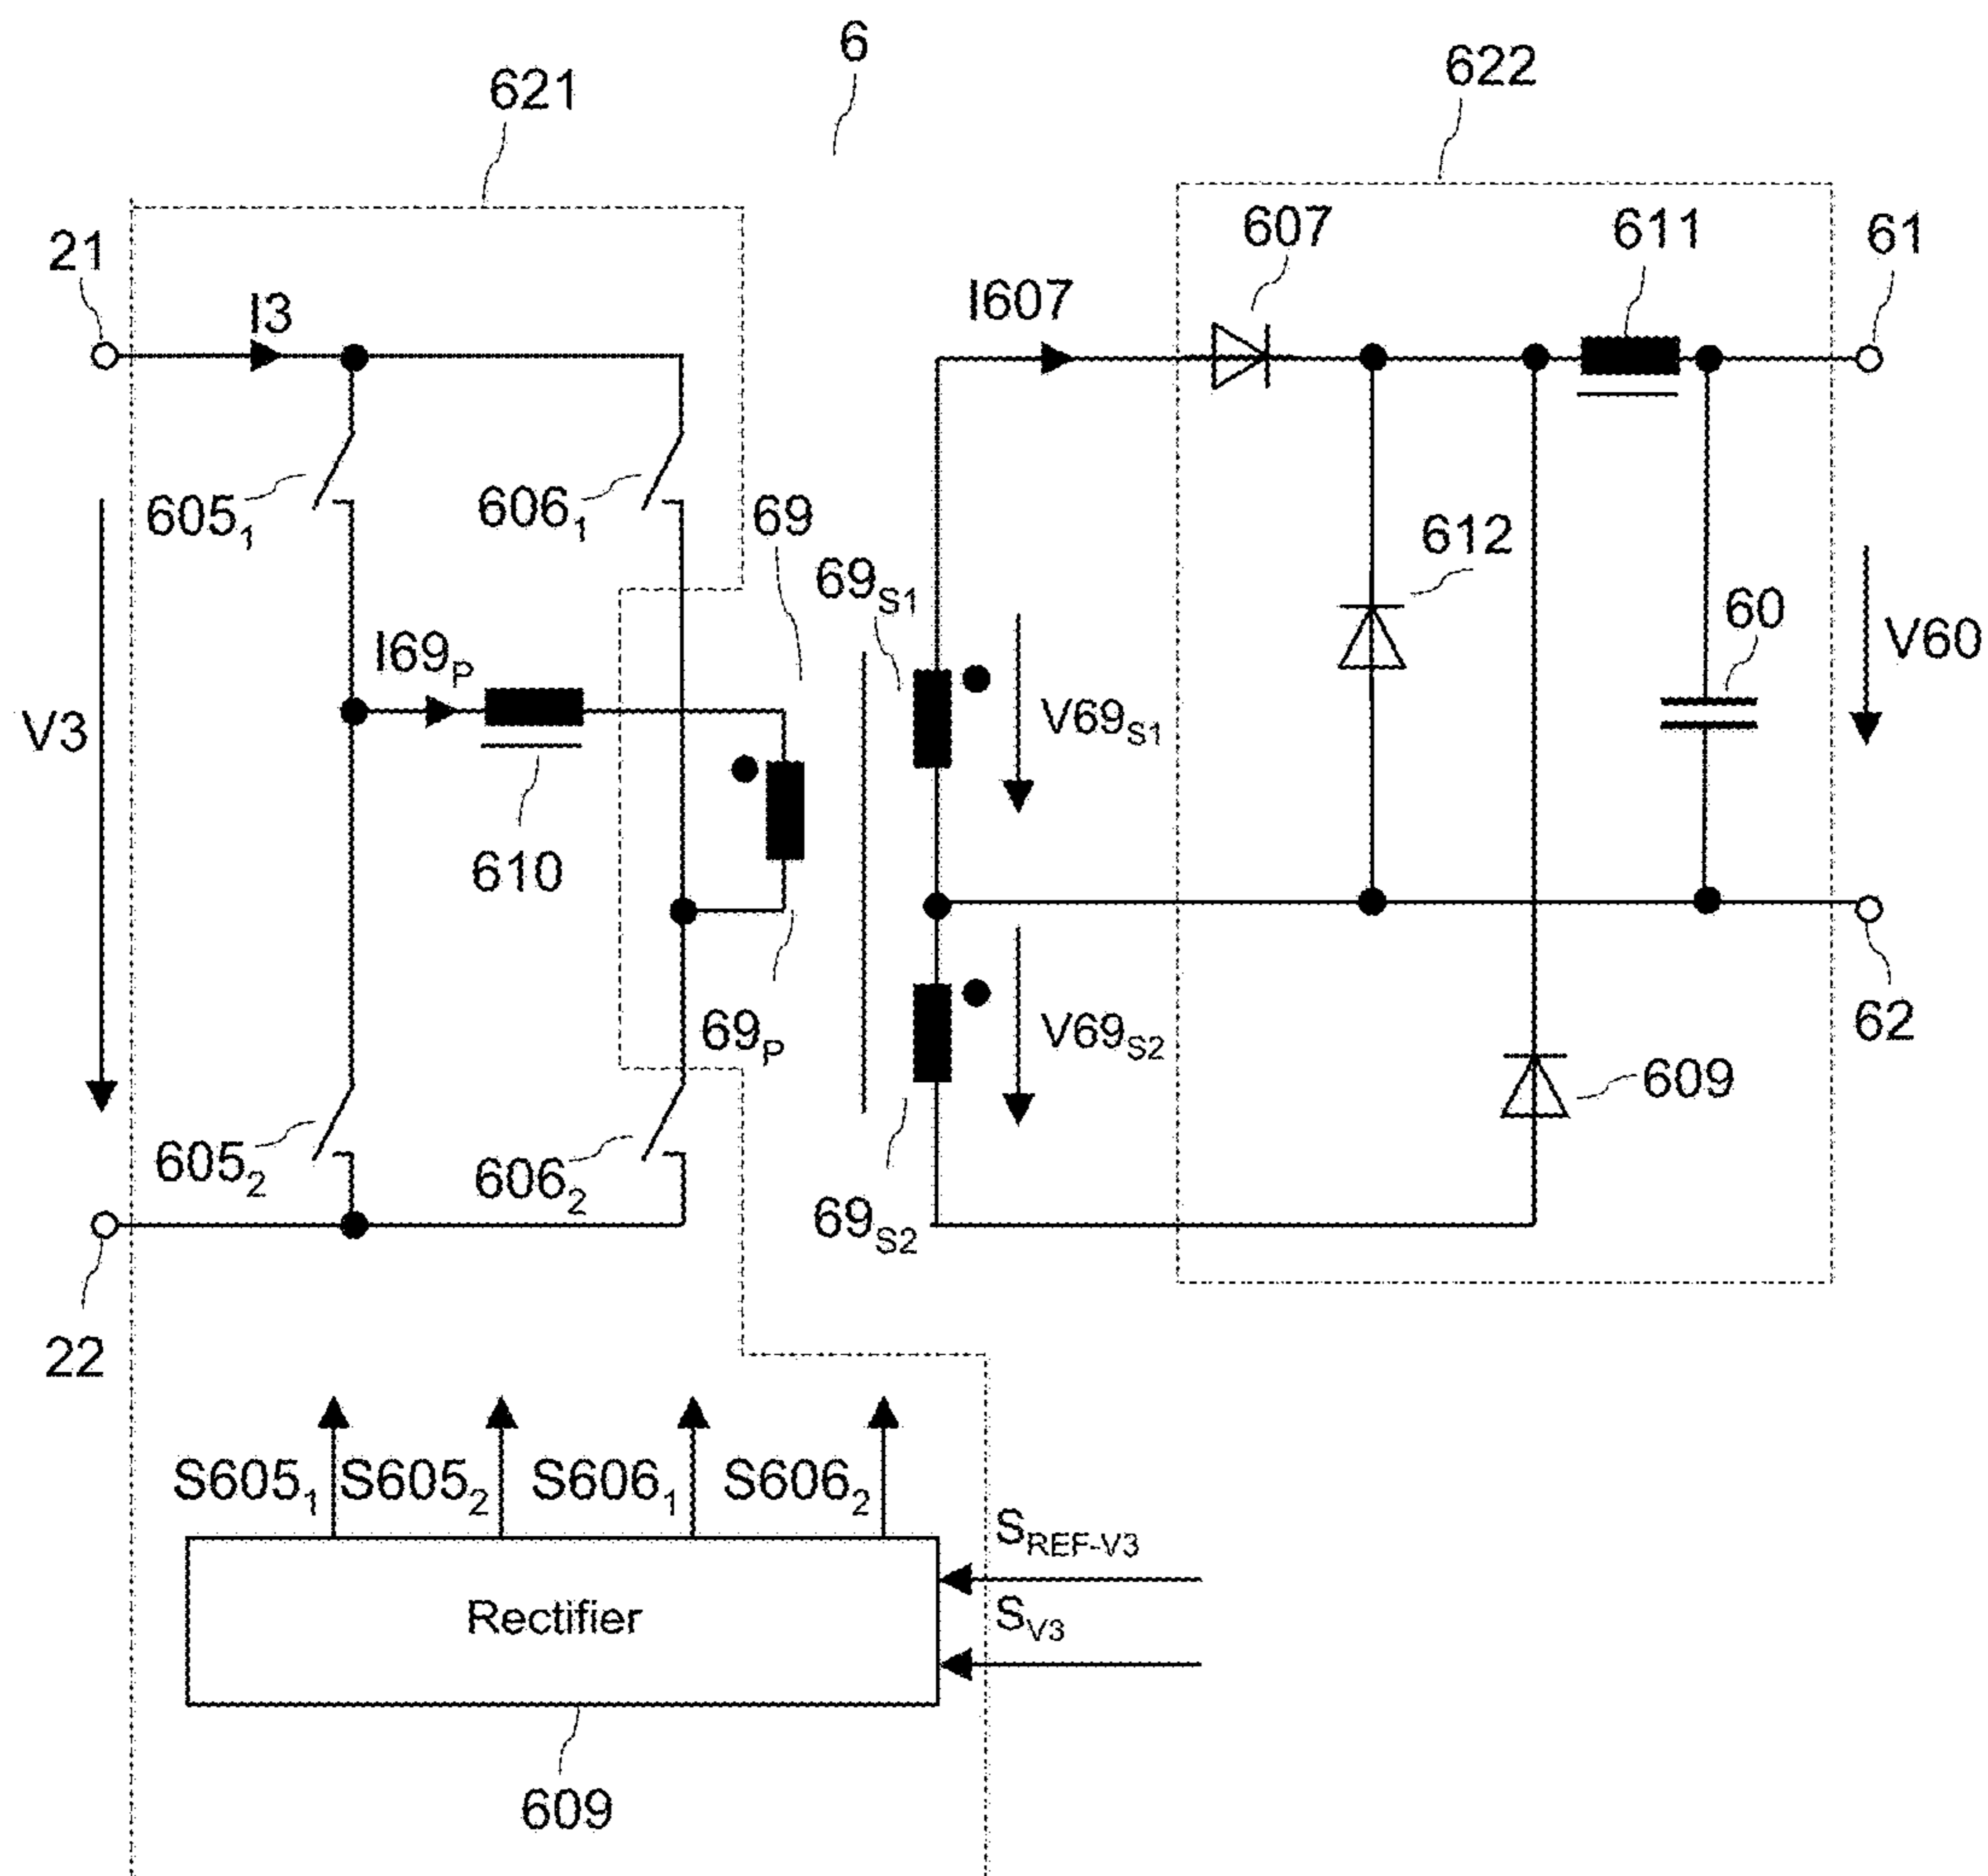 6
621
622
607
611
61
21
I3
I607
605₁
606₁
69
69S1
612
60
V60
I69P
V69S1
V3
610
69P
V69S2
62
609
605₂
606₂
69S2
22
S605₁
S605₂
S606₁
S606₂
SREF-V3
Rectifier
SV3
609